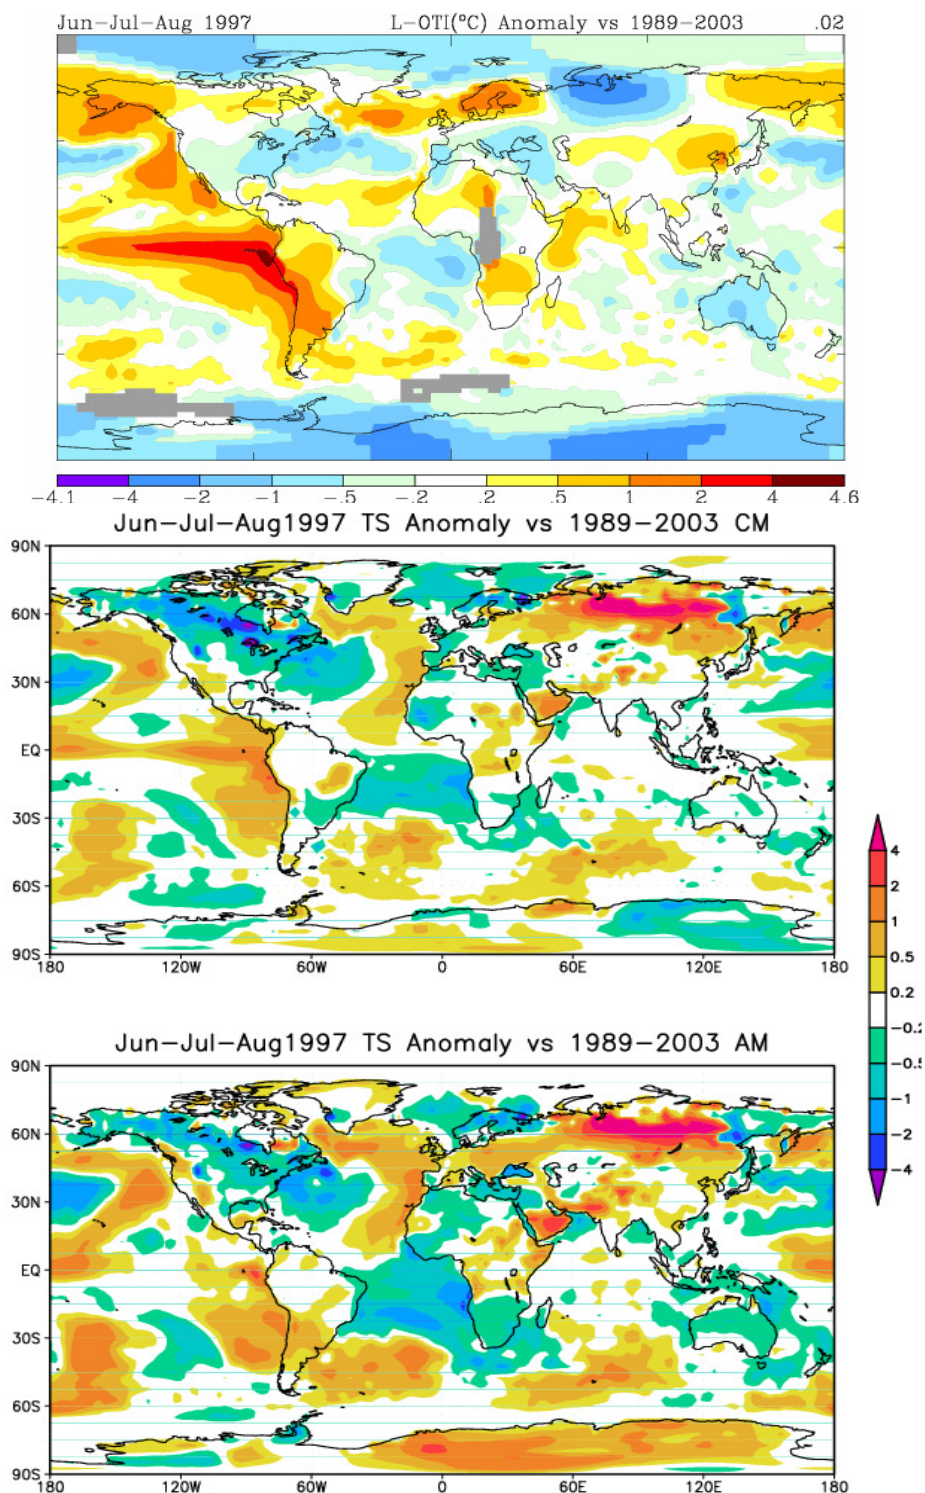 Jun-Jul-Aug 1997 L-OTI(°C) Anomaly vs 1989-2003 .02
-4.1 -4 -2 -1 -.5 -.2 .2 .5 1 2 4 4.6
Jun-Jul-Aug1997 TS Anomaly vs 1989-2003 CM
90N
60N
30N
EQ
30S
60S
90S
180 120W 60W 0 60E 120E 180
4
2
1
0.5
0.2
-0.2
-0.5
-1
-2
-4
Jun-Jul-Aug1997 TS Anomaly vs 1989-2003 AM
90N
60N
30N
EQ
30S
60S
90S
180 120W 60W 0 60E 120E 180